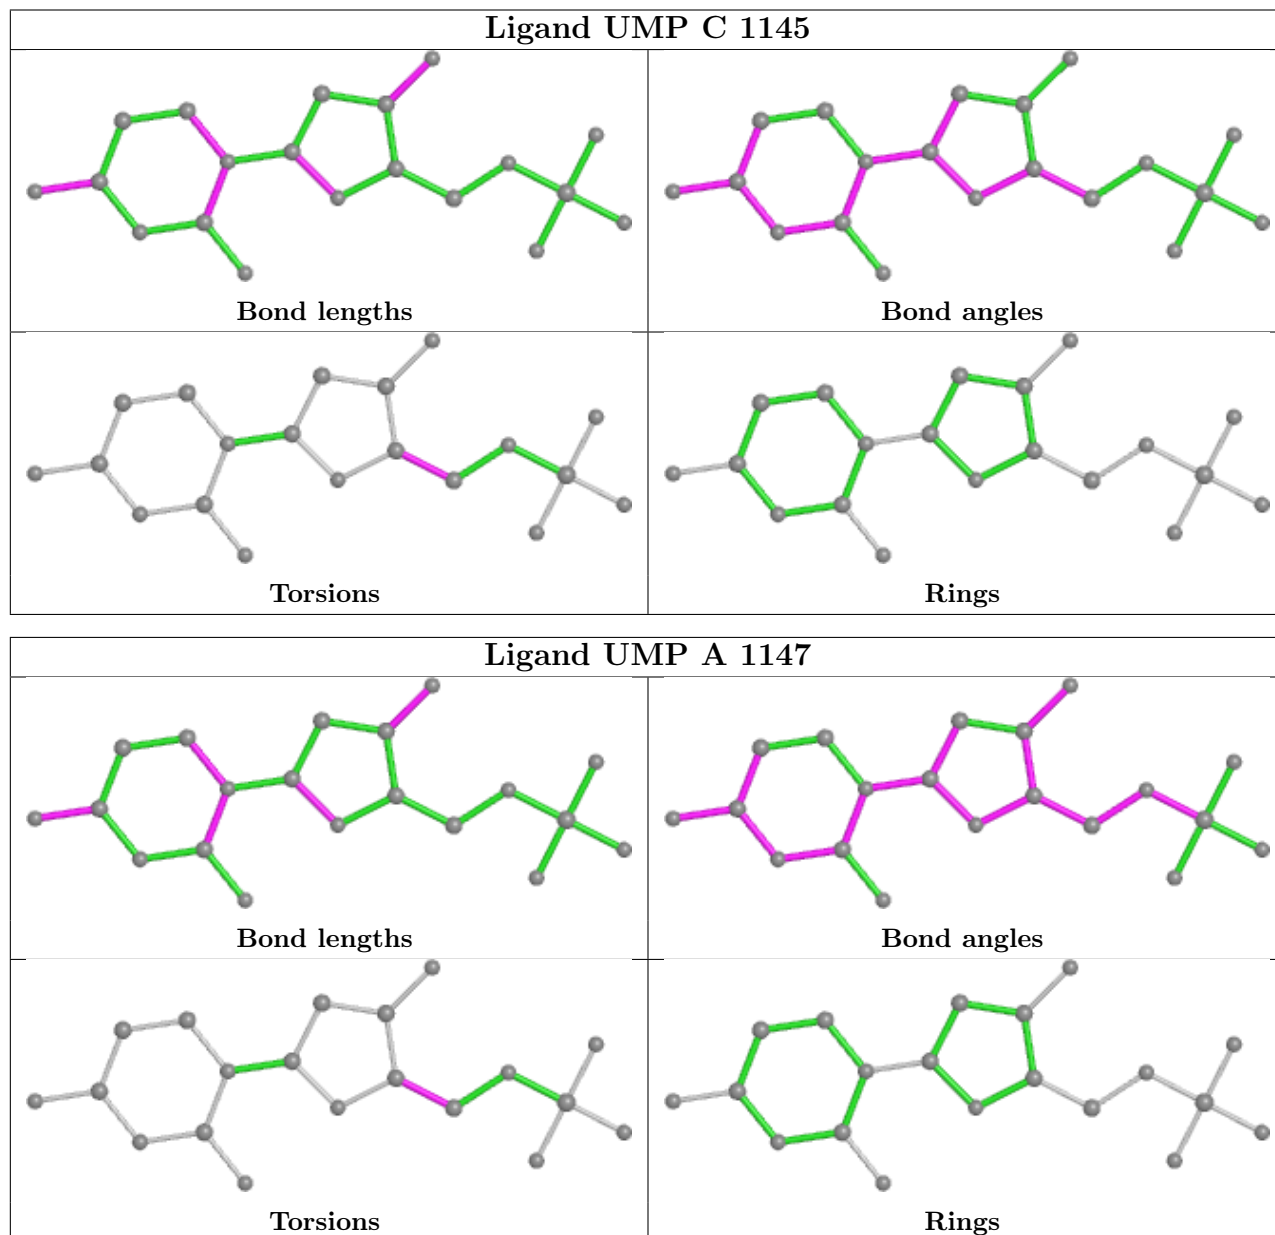 Ligand UMP C 1145
Bond lengths
Bond angles
Torsions
Rings
Ligand UMP A 1147
Bond lengths
Bond angles
Torsions
Rings